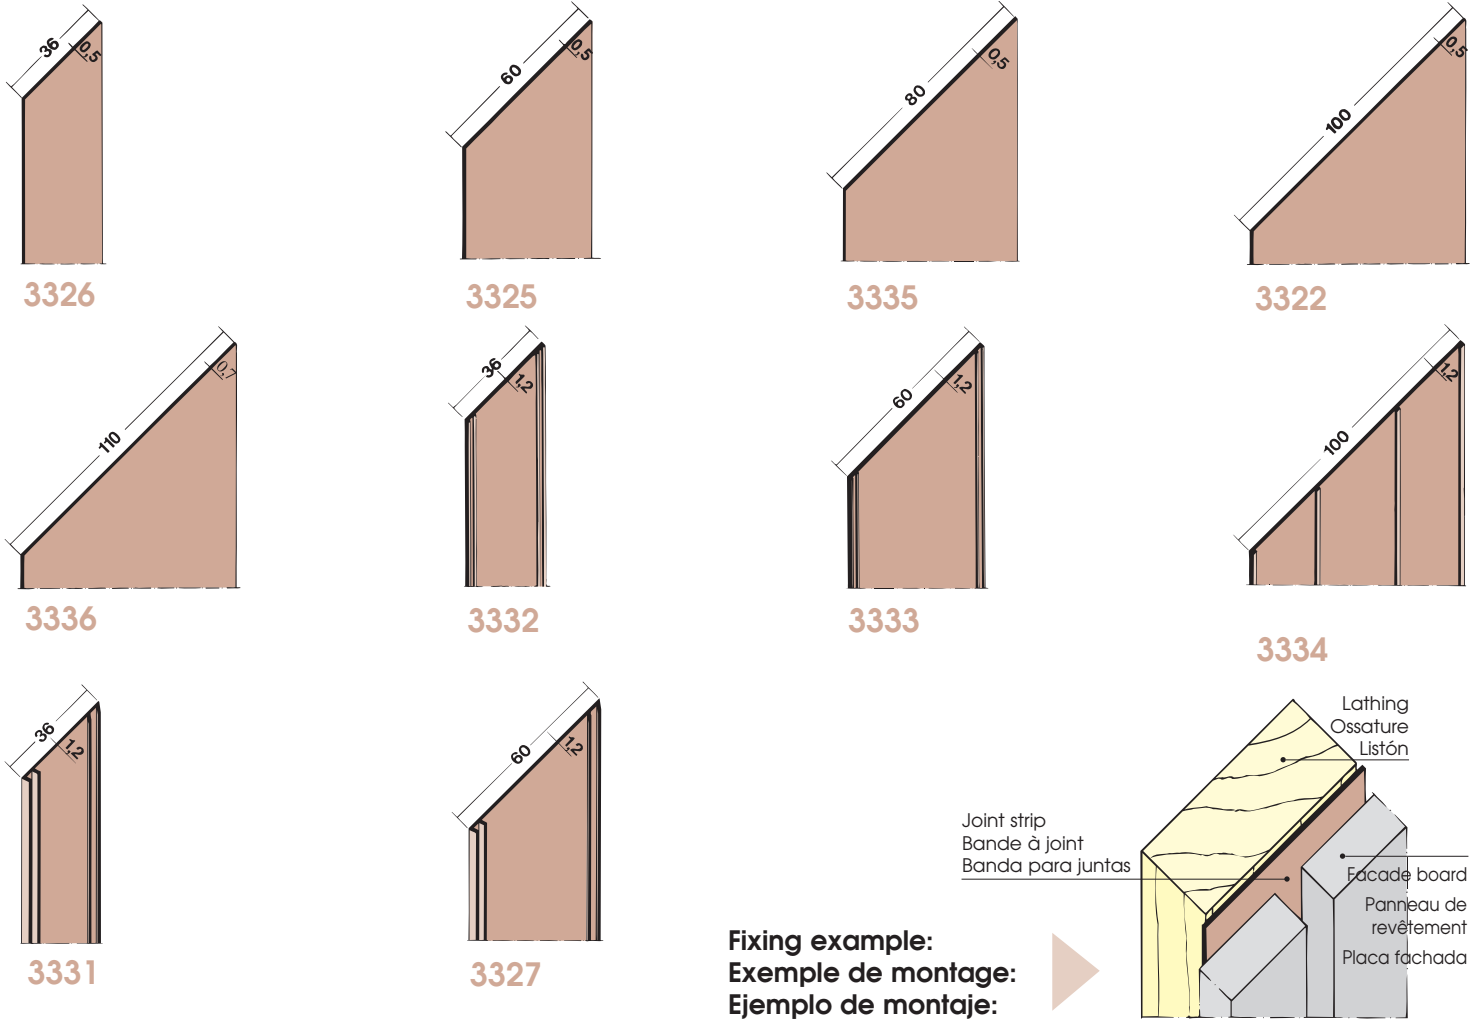 36
0,5
3326
60
0,5
3325
80
0,5
3335
100
0,5
3322
110
0,7
3336
36
1,2
3332
60
1,2
3333
100
1,2
3334
36
1,2
3331
60
1,2
3327
Lathing
Ossature
Listón
Joint strip
Bande à joint
Banda para juntas
Facade board
Panneau de
revêtement
Placa fachada
Fixing example:
Exemple de montage:
Ejemplo de montaje: